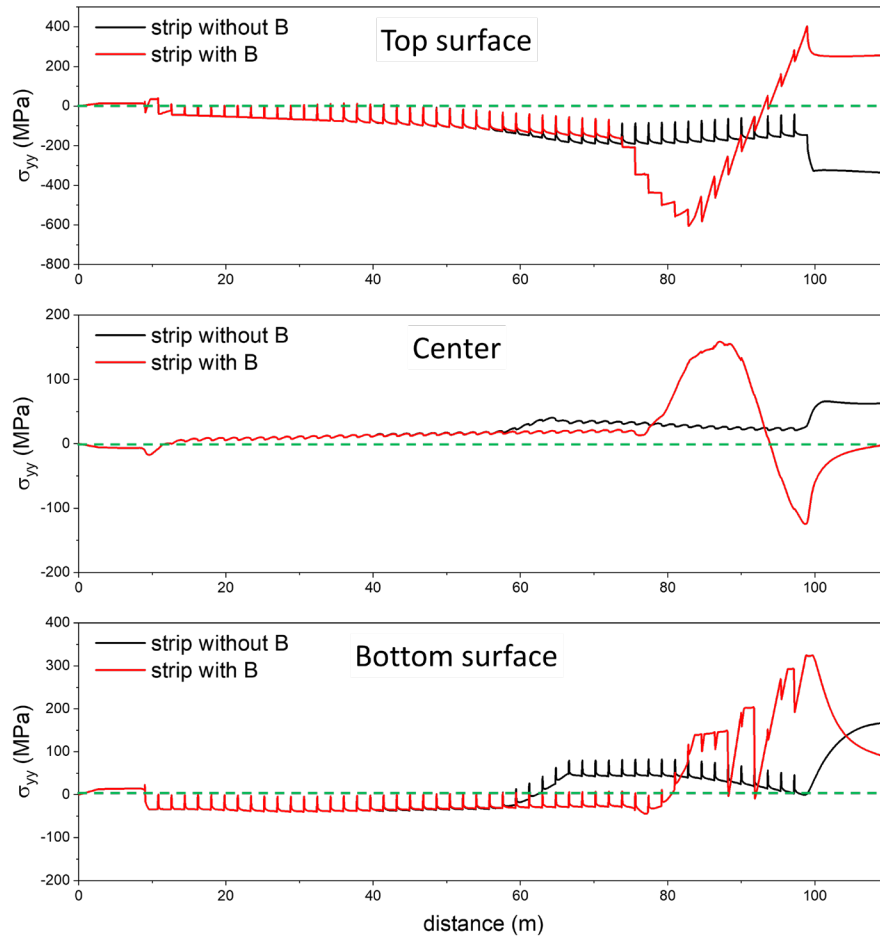 400
200
0
-200
-400
-600
-800
σyy (MPa)
strip without B
strip with B
Top surface
0 20 40 60 80 100
200
100
0
-100
-200
σyy (MPa)
strip without B
strip with B
Center
0 20 40 60 80 100
400
300
200
100
0
-100
-200
σyy (MPa)
strip without B
strip with B
Bottom surface
0 20 40 60 80 100
distance (m)